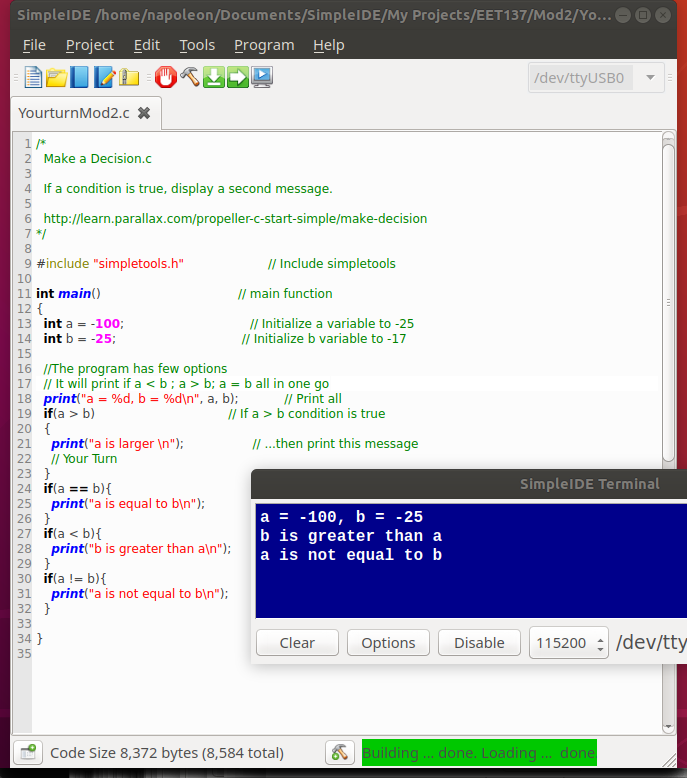 SimpleIDE /home/napoleon/Documents/SimpleIDE/My Projects/EET137/Mod2/Yo...
File Project Edit Tools Program Help
/dev/ttyUSB0
YourturnMod2.c
1 /*
2 Make a Decision.c
3
4 If a condition is true, display a second message.
5
6 http://learn.parallax.com/propeller-c-start-simple/make-decision
7 */
8
9 #include "simpletools.h" // Include simpletools
10
11 int main() // main function
12 {
13 int a = -100; // Initialize a variable to -25
14 int b = -25; // Initialize b variable to -17
15
16 //The program has few options
17 // It will print if a < b ; a > b; a = b all in one go
18 print("a = %d, b = %d\n", a, b); // Print all
19 if(a > b) // If a > b condition is true
20 {
21 print("a is larger \n"); // ...then print this message
22 // Your Turn
23 }
24 if(a == b){
25 print("a is equal to b\n");
26 }
27 if(a < b){
28 print("b is greater than a\n");
29 }
30 if(a != b){
31 print("a is not equal to b\n");
32 }
33
34 }
35
SimpleIDE Terminal
a = -100, b = -25
b is greater than a
a is not equal to b
Clear Options Disable 115200 /dev/tty
Code Size 8,372 bytes (8,584 total) Building ... done. Loading ... done